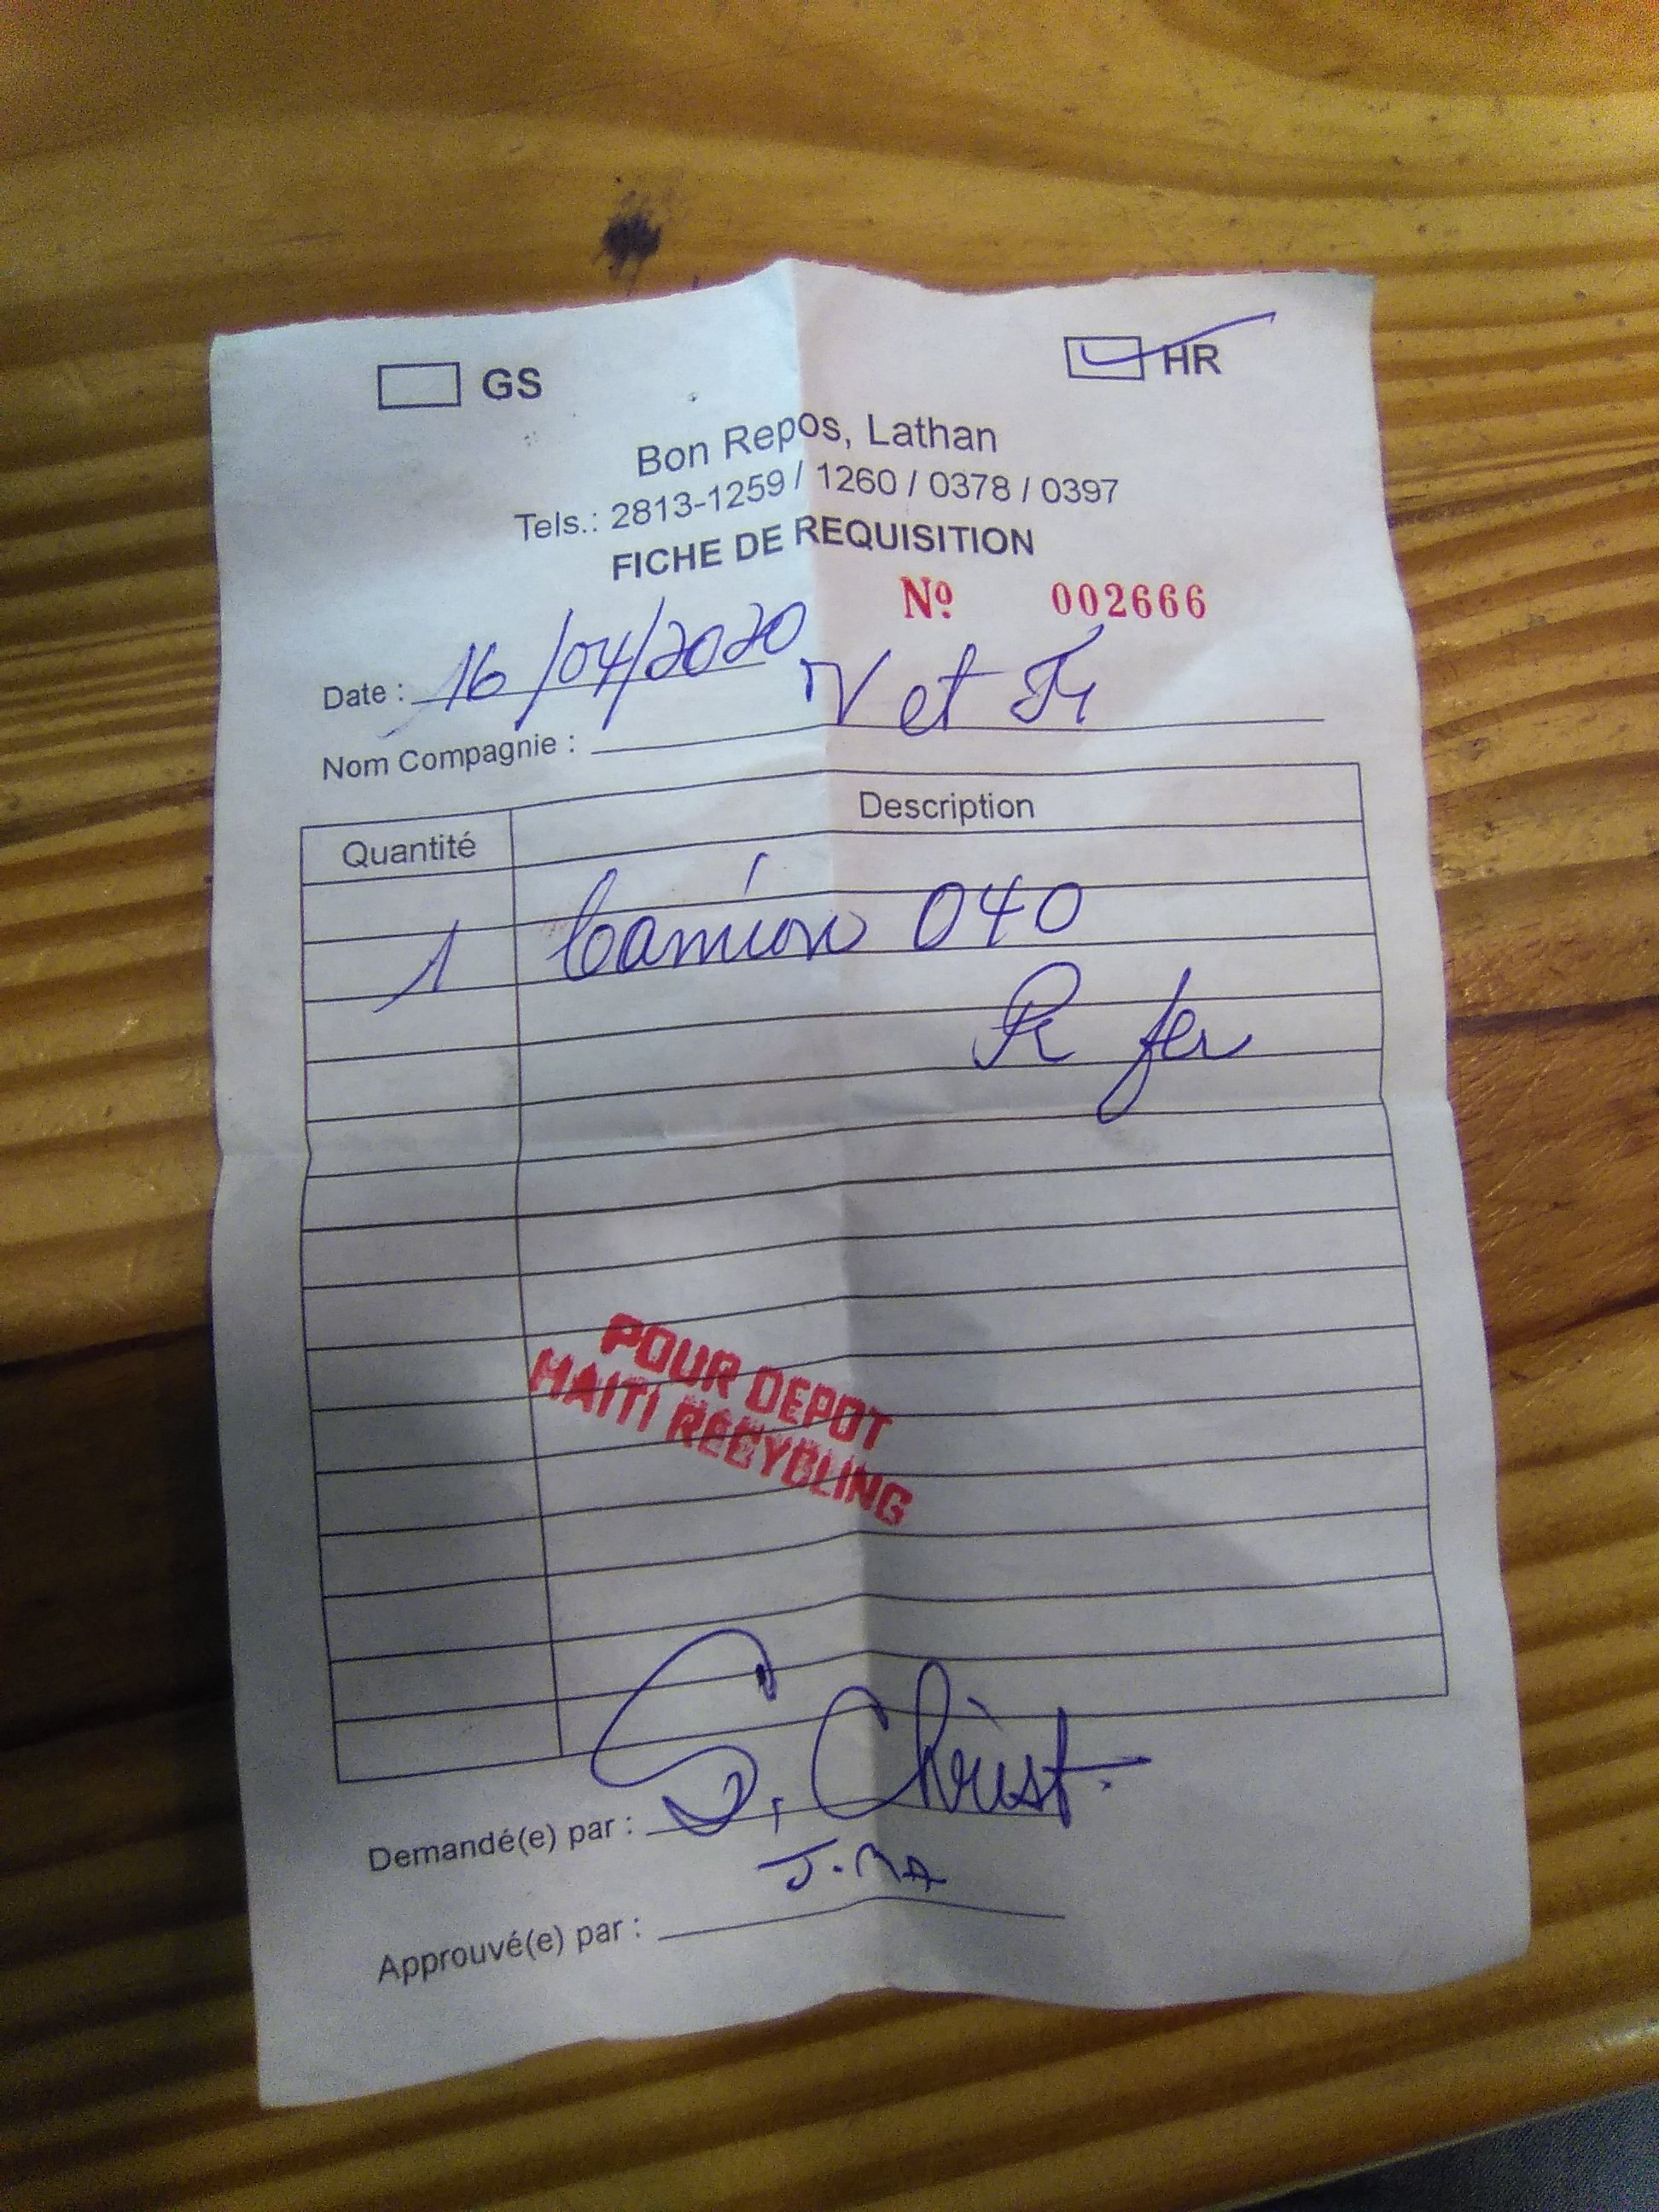 GS
HR
Bon Repos, Lathan
Tels.: 2813-1259 / 1260 / 0378 / 0397
FICHE DE REQUISITION
Nº 002666
Date : 16/04/2020
Nom Compagnie : V et Fr
Quantité Description
1 Camion 040
R fer
POUR DEPOT
HAITI RECYCLING
Demandé(e) par : S. Christ.
Approuvé(e) par :